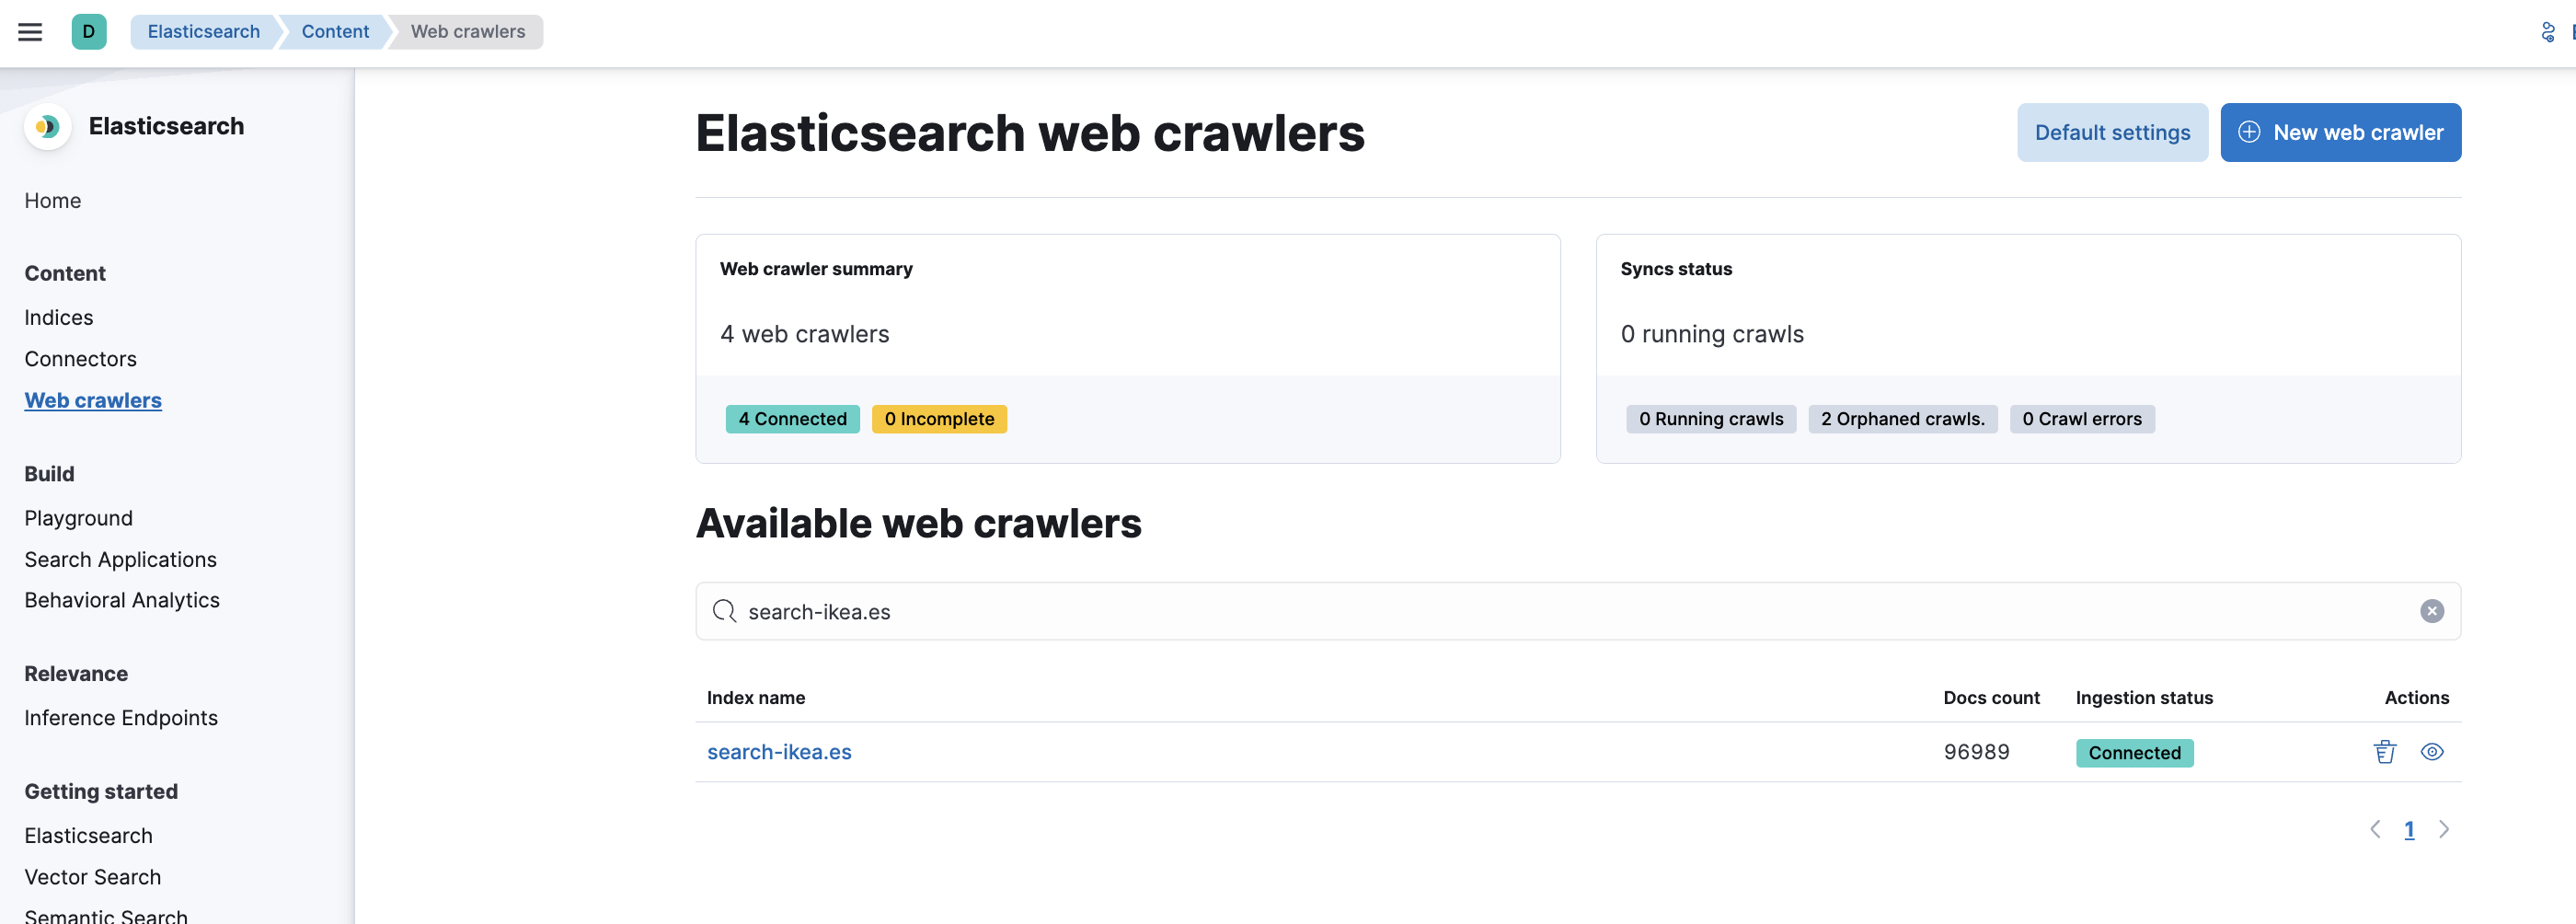 D
Elasticsearch
Content
Web crawlers
Elasticsearch
Home
Content
Indices
Connectors
Web crawlers
Build
Playground
Search Applications
Behavioral Analytics
Relevance
Inference Endpoints
Getting started
Elasticsearch
Vector Search
Semantic Search
Elasticsearch web crawlers
Default settings
New web crawler
Web crawler summary
4 web crawlers
4 Connected
0 Incomplete
Syncs status
0 running crawls
0 Running crawls
2 Orphaned crawls.
0 Crawl errors
Available web crawlers
search-ikea.es
Index name
Docs count
Ingestion status
Actions
search-ikea.es
96989
Connected
1